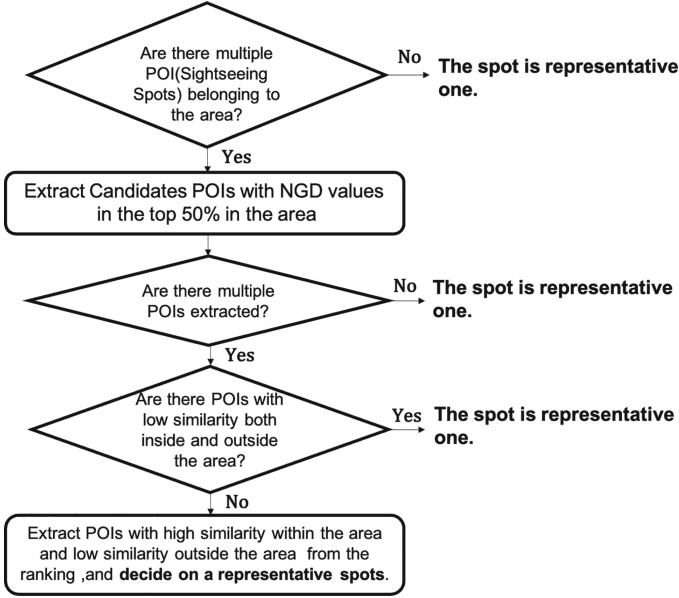 Are there multiple
POI(Sightseeing
Spots) belonging to
the area?
No
The spot is representative
one.
Yes
Extract Candidates POIs with NGD values
in the top 50% in the area
Are there multiple
POIs extracted?
No
The spot is representative
one.
Yes
Are there POIs with
low similarity both
inside and outside
the area?
Yes
The spot is representative
one.
No
Extract POIs with high similarity within the area
and low similarity outside the area from the
ranking ,and decide on a representative spots.